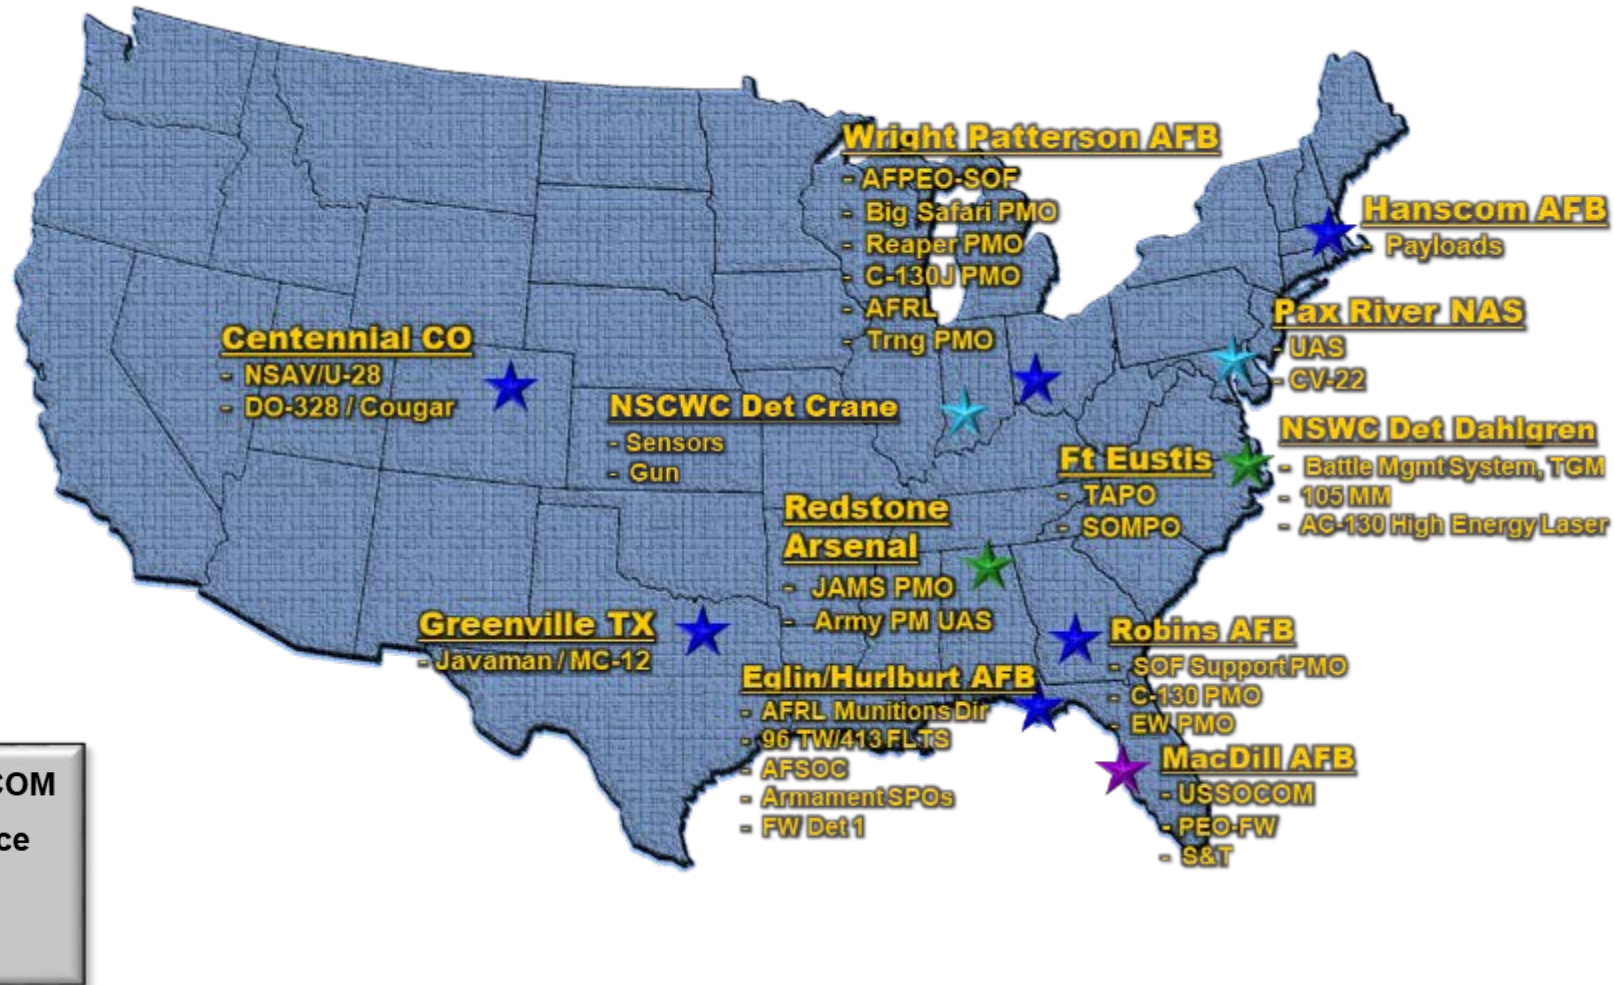 Wright Patterson AFB
- AFPEO-SOF
- Big Safari PMO
- Reaper PMO
- C-130J PMO
- AFRL
- Trng PMO
Hanscom AFB
- Payloads
Pax River NAS
- UAS
- CV-22
Centennial CO
- NSAV/U-28
- DO-328 / Cougar
NSCWC Det Crane
- Sensors
- Gun
NSWC Det Dahlgren
- Battle Mgmt System, TGM
- 105 MM
- AC-130 High Energy Laser
Ft Eustis
- TAPO
- SOMPO
Redstone
Arsenal
- JAMS PMO
- Army PM UAS
Greenville TX
- Javaman / MC-12
Robins AFB
- SOF Support PMO
- C-130 PMO
- EW PMO
Eglin/Hurlburt AFB
- AFRL Munitions Dir
- 96 TW/413 FLTS
- AFSOC
- Armament SPOs
- FW Det 1
MacDill AFB
- USSOCOM
- PEO-FW
- S&T
COM
ce